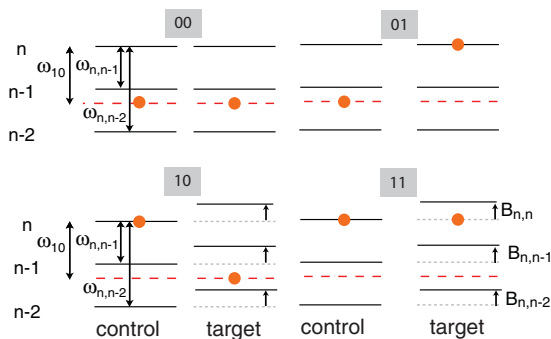 00
01
n
ω10
ωn,n-1
n-1
ωn,n-2
n-2
10
11
n
ω10
ωn,n-1
Bn,n
n-1
ωn,n-2
Bn,n-1
n-2
Bn,n-2
control
target
control
target